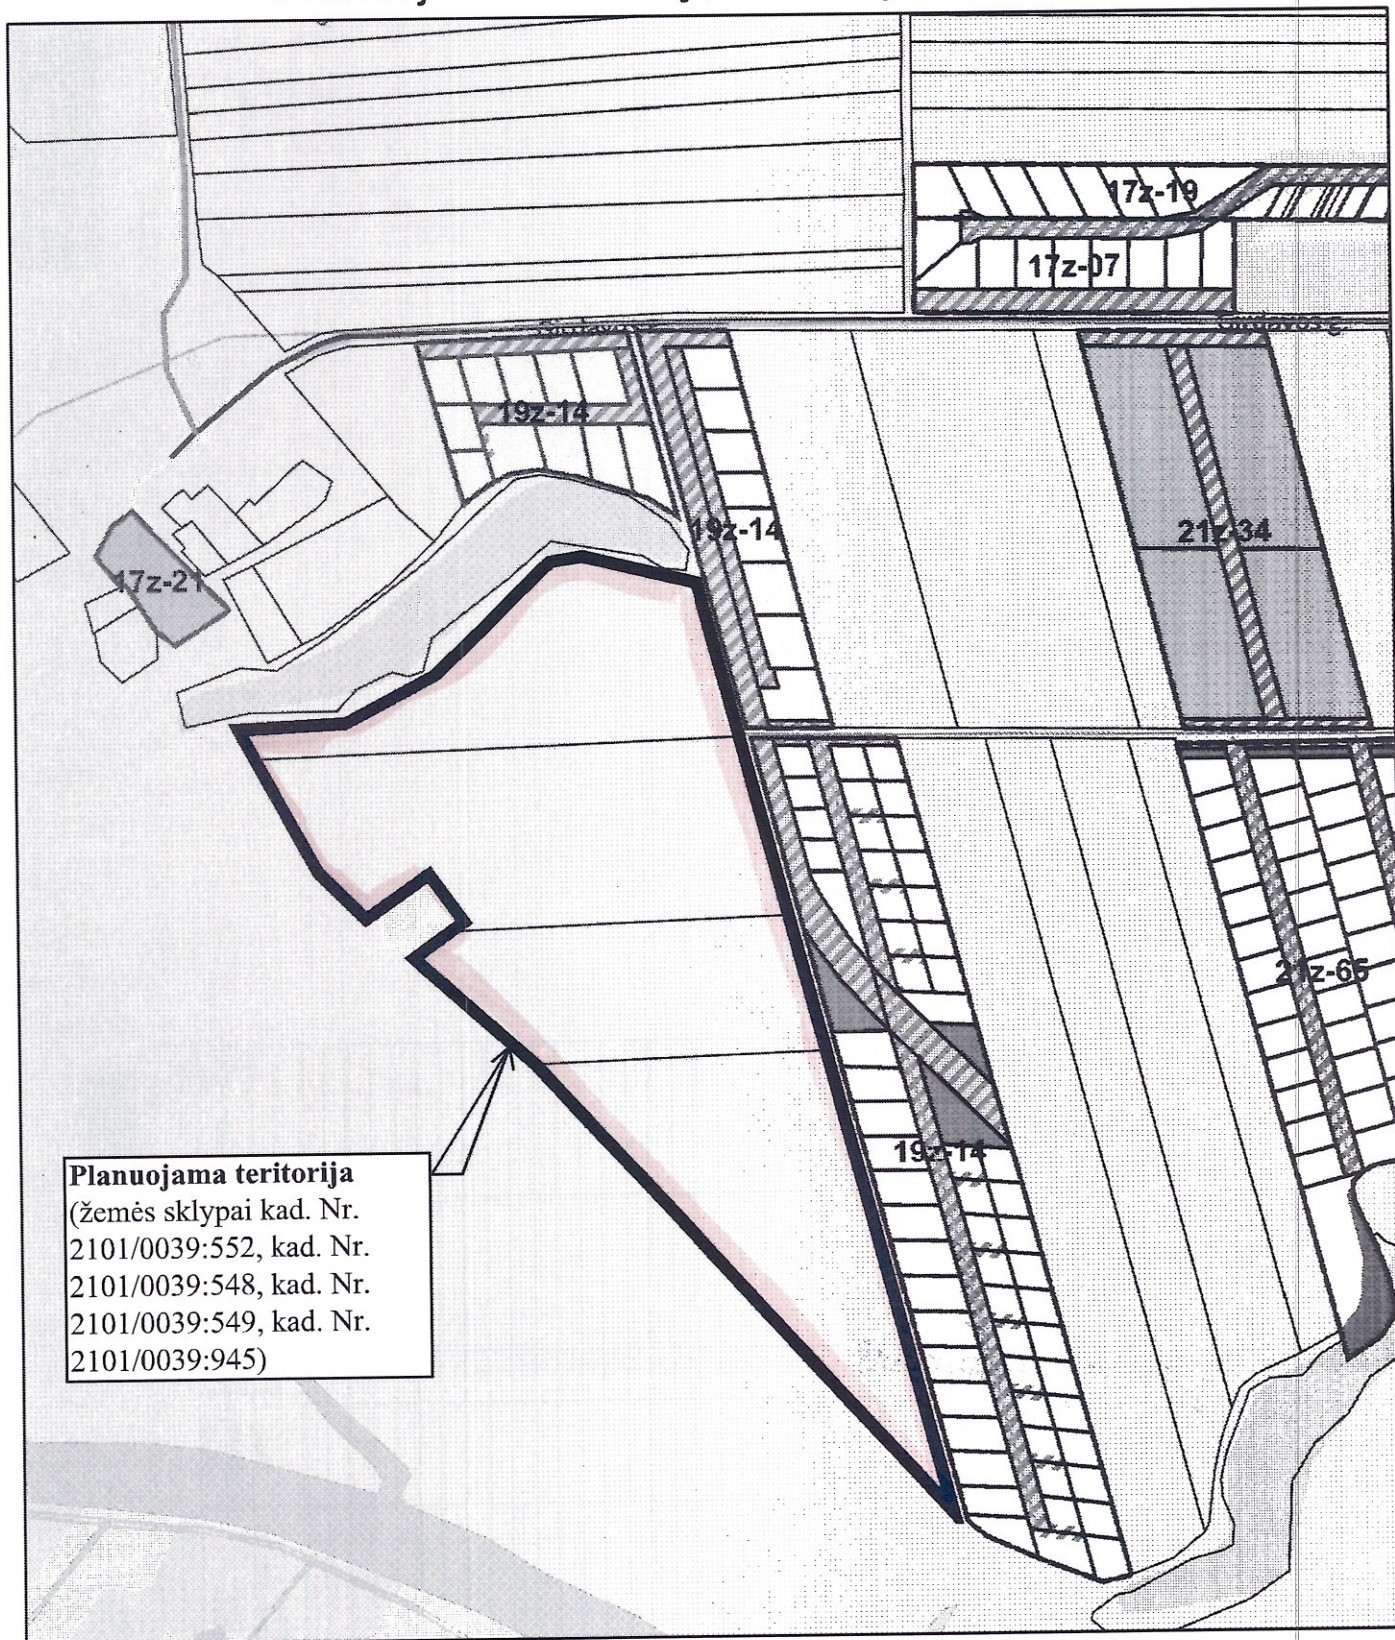 17z-19
17z-07
19z-14
19z-14
21z-34
17z-21
21z-65
19z-14
Planuojama teritorija
(žemės sklypai kad. Nr.
2101/0039:552, kad. Nr.
2101/0039:548, kad. Nr.
2101/0039:549, kad. Nr.
2101/0039:945)